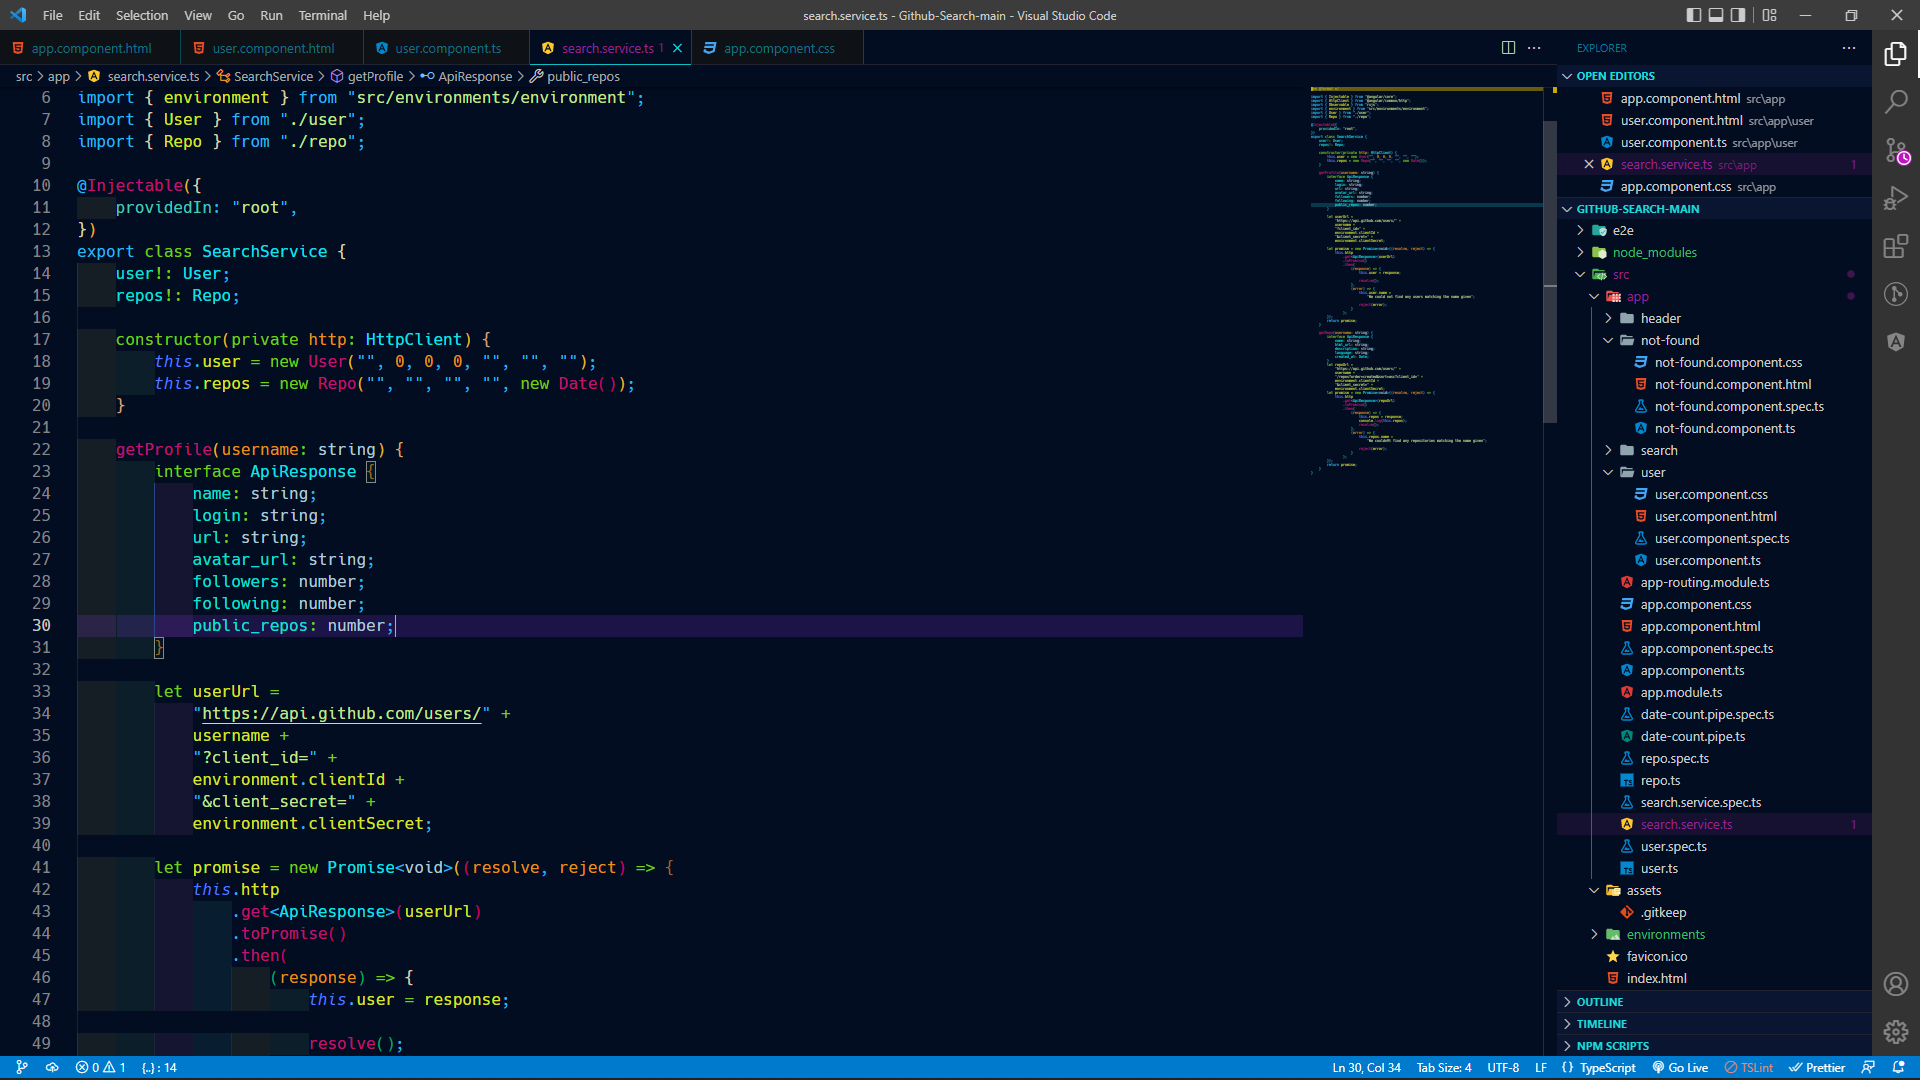 File Edit Selection View Go Run Terminal Help
search.service.ts - Github-Search-main - Visual Studio Code
app.component.html
user.component.html
user.component.ts
search.service.ts 1
app.component.css
src > app > search.service.ts > SearchService > getProfile > ApiResponse > public_repos
6 import { environment } from "src/environments/environment";
7 import { User } from "./user";
8 import { Repo } from "./repo";
9
10 @Injectable({
11 providedIn: "root",
12 })
13 export class SearchService {
14 user!: User;
15 repos!: Repo;
16
17 constructor(private http: HttpClient) {
18 this.user = new User("", 0, 0, 0, "", "", "");
19 this.repos = new Repo("", "", "", "", new Date());
20 }
21
22 getProfile(username: string) {
23 interface ApiResponse {
24 name: string;
25 login: string;
26 url: string;
27 avatar_url: string;
28 followers: number;
29 following: number;
30 public_repos: number;
31 }
32
33 let userUrl =
34 "https://api.github.com/users/" +
35 username +
36 "?client_id=" +
37 environment.clientId +
38 "&client_secret=" +
39 environment.clientSecret;
40
41 let promise = new Promise<void>((resolve, reject) => {
42 this.http
43 .get<ApiResponse>(userUrl)
44 .toPromise()
45 .then(
46 (response) => {
47 this.user = response;
48
49 resolve();
EXPLORER
OPEN EDITORS
app.component.html src\app
user.component.html src\app\user
user.component.ts src\app\user
search.service.ts src\app 1
app.component.css src\app
GITHUB-SEARCH-MAIN
e2e
node_modules
src
app
header
not-found
not-found.component.css
not-found.component.html
not-found.component.spec.ts
not-found.component.ts
search
user
user.component.css
user.component.html
user.component.spec.ts
user.component.ts
app-routing.module.ts
app.component.css
app.component.html
app.component.spec.ts
app.component.ts
app.module.ts
date-count.pipe.spec.ts
date-count.pipe.ts
repo.spec.ts
repo.ts
search.service.spec.ts
search.service.ts 1
user.spec.ts
user.ts
assets
.gitkeep
environments
favicon.ico
index.html
OUTLINE
TIMELINE
NPM SCRIPTS
0 1 {..} : 14
Ln 30, Col 34 Tab Size: 4 UTF-8 LF { } TypeScript Go Live TSLint Prettier